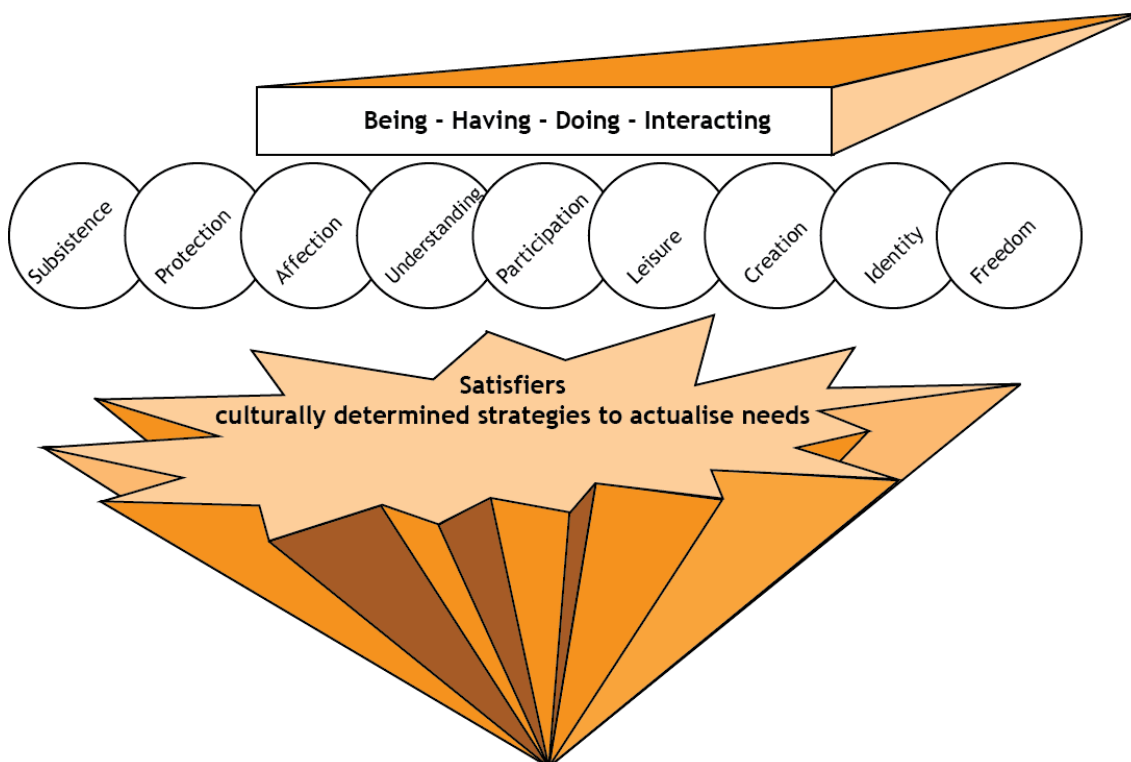 Being - Having - Doing - Interacting
Subsistence
Protection
Affection
Understanding
Participation
Leisure
Creation
Identity
Freedom
Satisfiers
culturally determined strategies to actualise needs